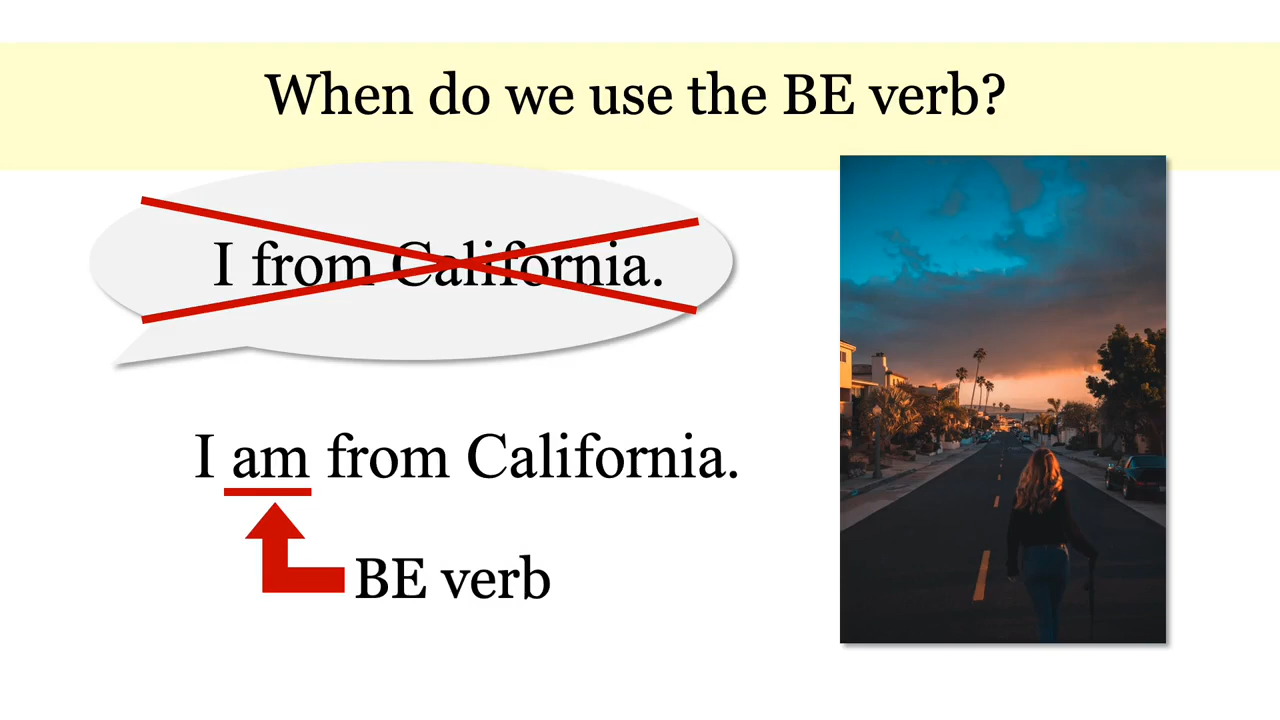 When do we use the BE verb?
I from California.
I am from California.
BE verb